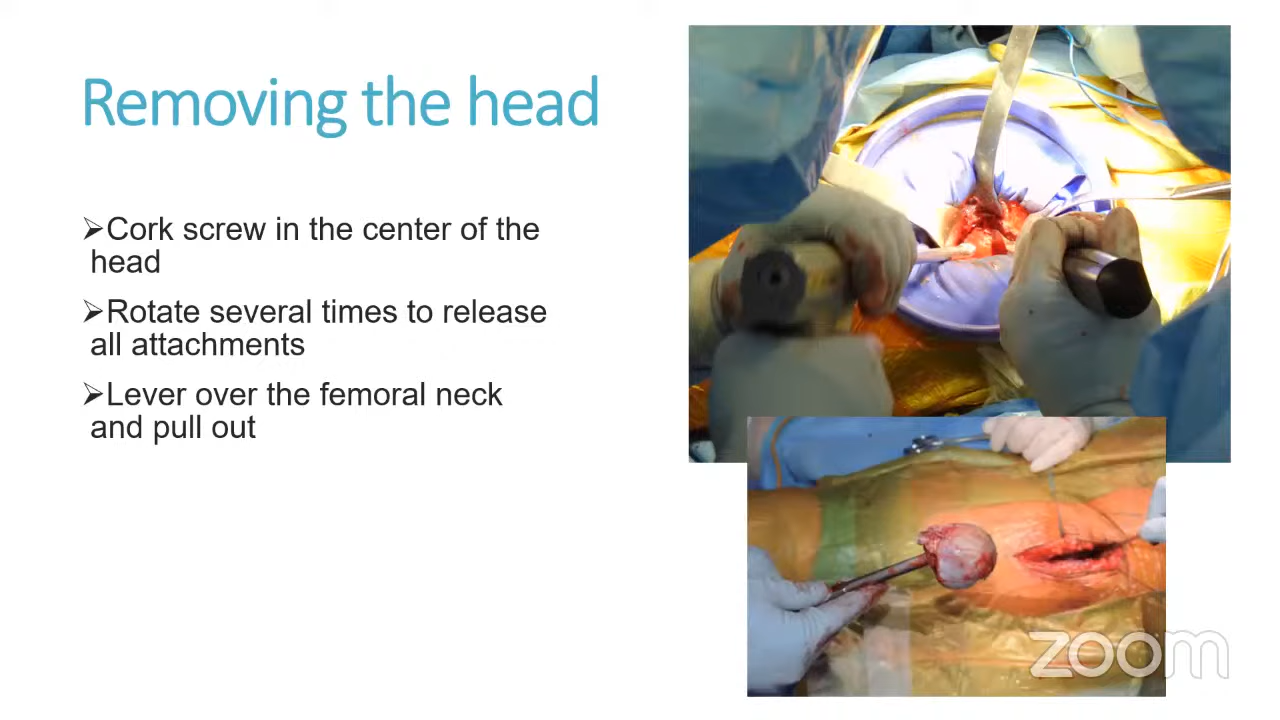 Removing the head
➢Cork screw in the center of the
head
➢Rotate several times to release
all attachments
➢Lever over the femoral neck
and pull out
zoom